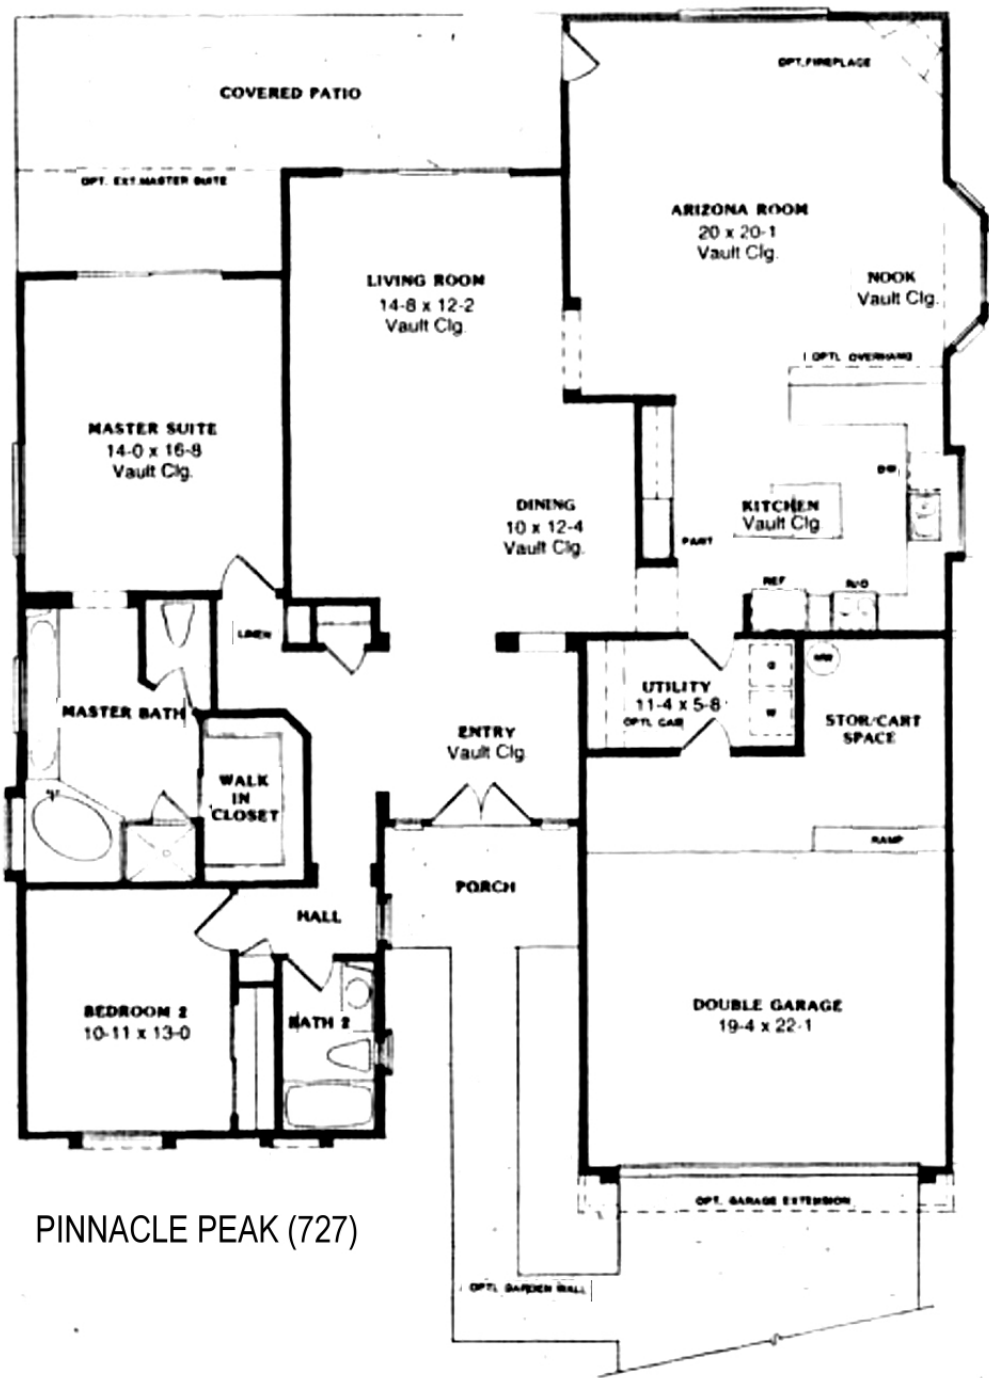 COVERED PATIO
OPT. FIREPLACE
OPT. EXT. MASTER SUITE
ARIZONA ROOM
20 x 20-1
Vault Clg.
NOOK
Vault Clg.
LIVING ROOM
14-8 x 12-2
Vault Clg.
OPTL OVERHANG
MASTER SUITE
14-0 x 16-8
Vault Clg.
DW
DINING
10 x 12-4
Vault Clg.
KITCHEN
Vault Clg
PANT
REF
R/O
LINEN
UTILITY
11-4 x 5-8
OPTL CAB
D
W
HW
MASTER BATH
STOR/CART
SPACE
ENTRY
Vault Clg
WALK
IN
CLOSET
RAMP
PORCH
HALL
BEDROOM 2
10-11 x 13-0
BATH 2
DOUBLE GARAGE
19-4 x 22-1
OPT. GARAGE EXTENSION
PINNACLE PEAK (727)
OPTL GARDEN WALL